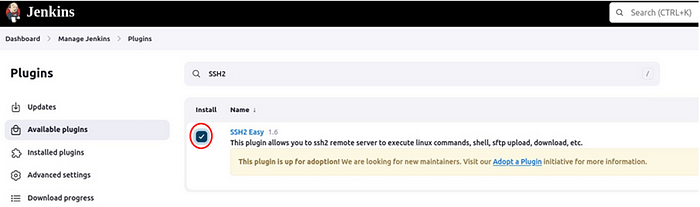 Jenkins
Search (CTRL+K)
Dashboard > Manage Jenkins > Plugins
Plugins
SSH2
/
Updates
Available plugins
Installed plugins
Advanced settings
Download progress
Install Name ↓
SSH2 Easy 1.6
This plugin allows you to ssh2 remote server to execute linux commands, shell, sftp upload, download, etc.
This plugin is up for adoption! We are looking for new maintainers. Visit our Adopt a Plugin initiative for more information.